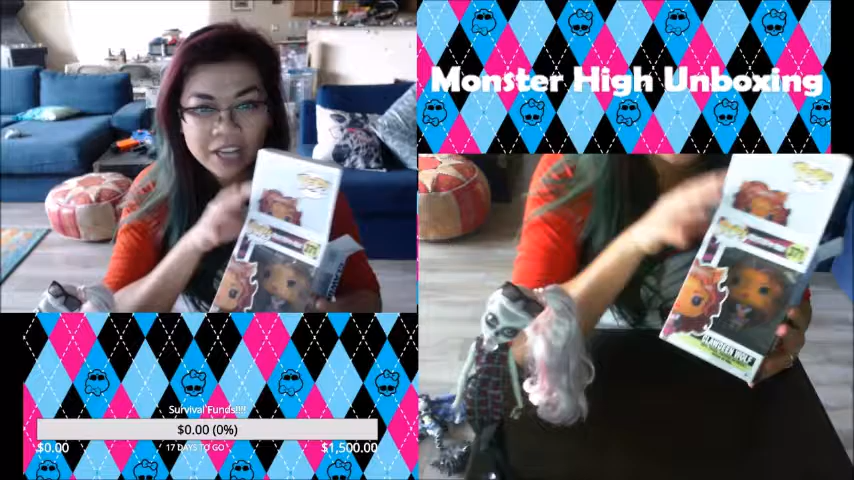 Monster High Unboxing
CLAWDEEN WOLF
Survival Funds!!!!
$0.00 (0%)
$0.00
17 DAYS TO GO
$1,500.00